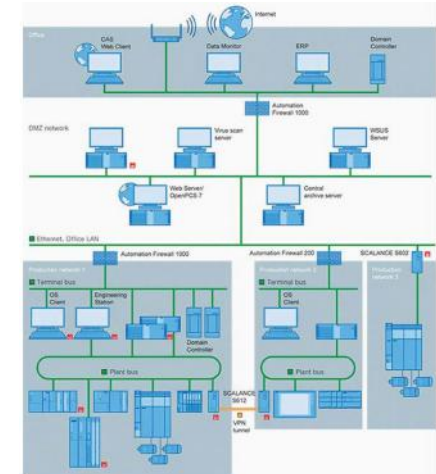 Internet
Office
CAS
Web Client
Data Monitor
ERP
Domain
Controller
Automation
Firewall 1000
DMZ network
Virus scan
server
WSUS
Server
Web Server/
OpenPCS 7
Central
archive server
Ethernet, Office LAN
Automation Firewall 1000
Automation Firewall 200
SCALANCE S602
Production network 1
Production network 2
Production
network 3
Terminal bus
Terminal bus
OS
Client
Engineering
Station
OS
Client
Domain
Controller
Plant bus
Plant bus
SCALANCE
S612
VPN
tunnel